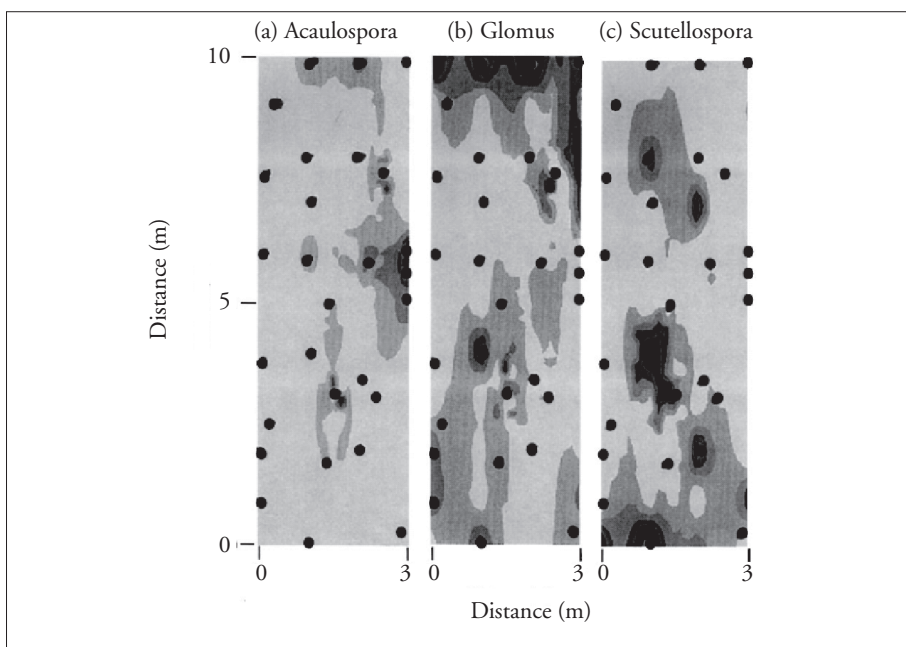 (a) Acaulospora (b) Glomus (c) Scutellospora
10
5
0
Distance (m)
0 3 0 3 0 3
Distance (m)